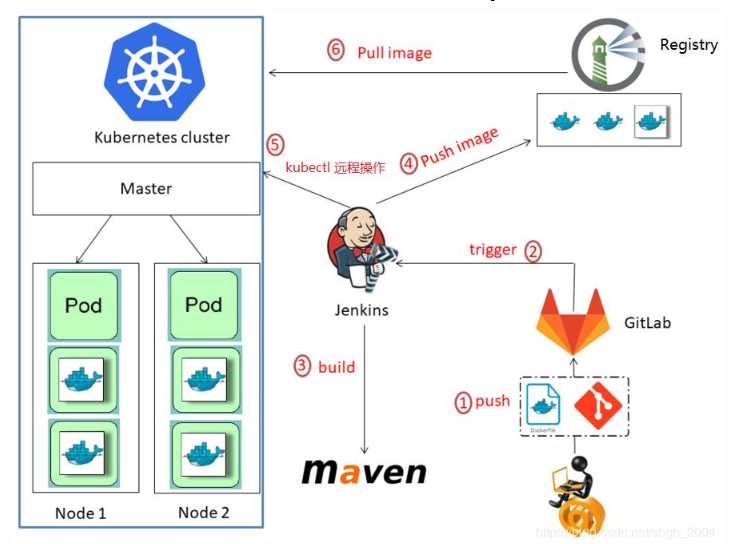 ⑥ Pull image
Registry
Kubernetes cluster
⑤
kubectl 远程操作
④ Push image
Master
trigger ②
Jenkins
GitLab
Pod
Pod
③ build
① push
Dockerfile
maven
Node 1
Node 2
https://blog.csdn.net/shgh_2004